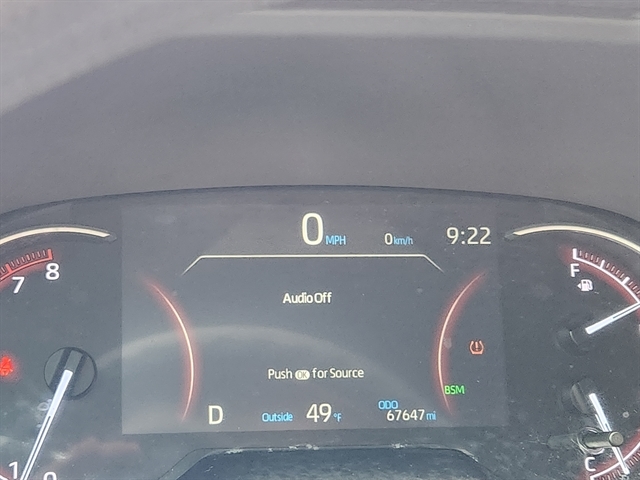 0 MPH 0 km/h 9:22
7 8 F
Audio Off
Push OK for Source
BSM
D Outside 49 °F ODO 67647 mi
1 0 C